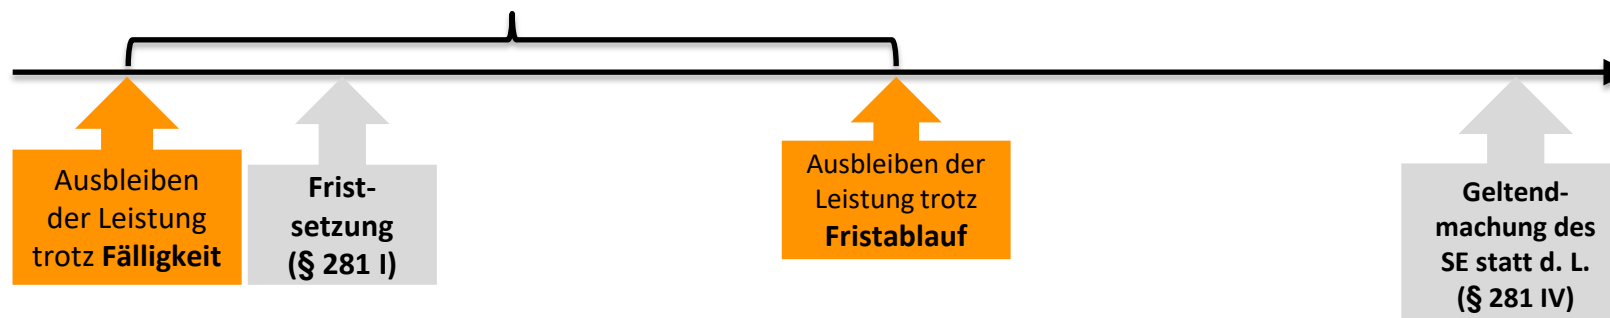 Ausbleiben
der Leistung
trotz Fälligkeit
Frist-
setzung
(§ 281 I)
Ausbleiben der
Leistung trotz
Fristablauf
Geltend-
machung des
SE statt d. L.
(§ 281 IV)